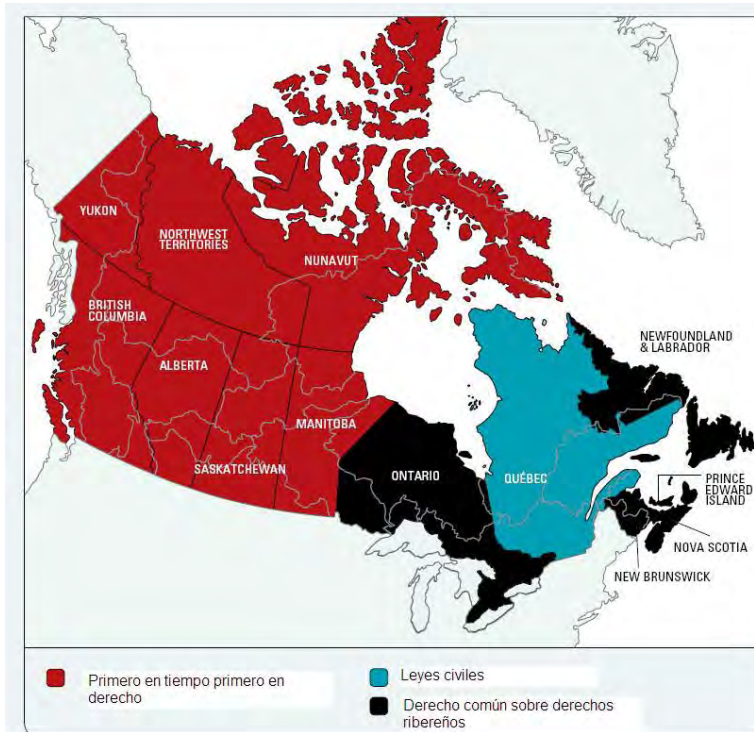 YUKON
NORTHWEST
TERRITORIES
NUNAVUT
BRITISH
COLUMBIA
ALBERTA
NEWFOUNDLAND
& LABRADOR
MANITOBA
SASKATCHEWAN
ONTARIO
QUÉBEC
PRINCE
EDWARD
ISLAND
NOVA SCOTIA
NEW BRUNSWICK
Primero en tiempo primero en
derecho
Leyes civiles
Derecho común sobre derechos
ribereños